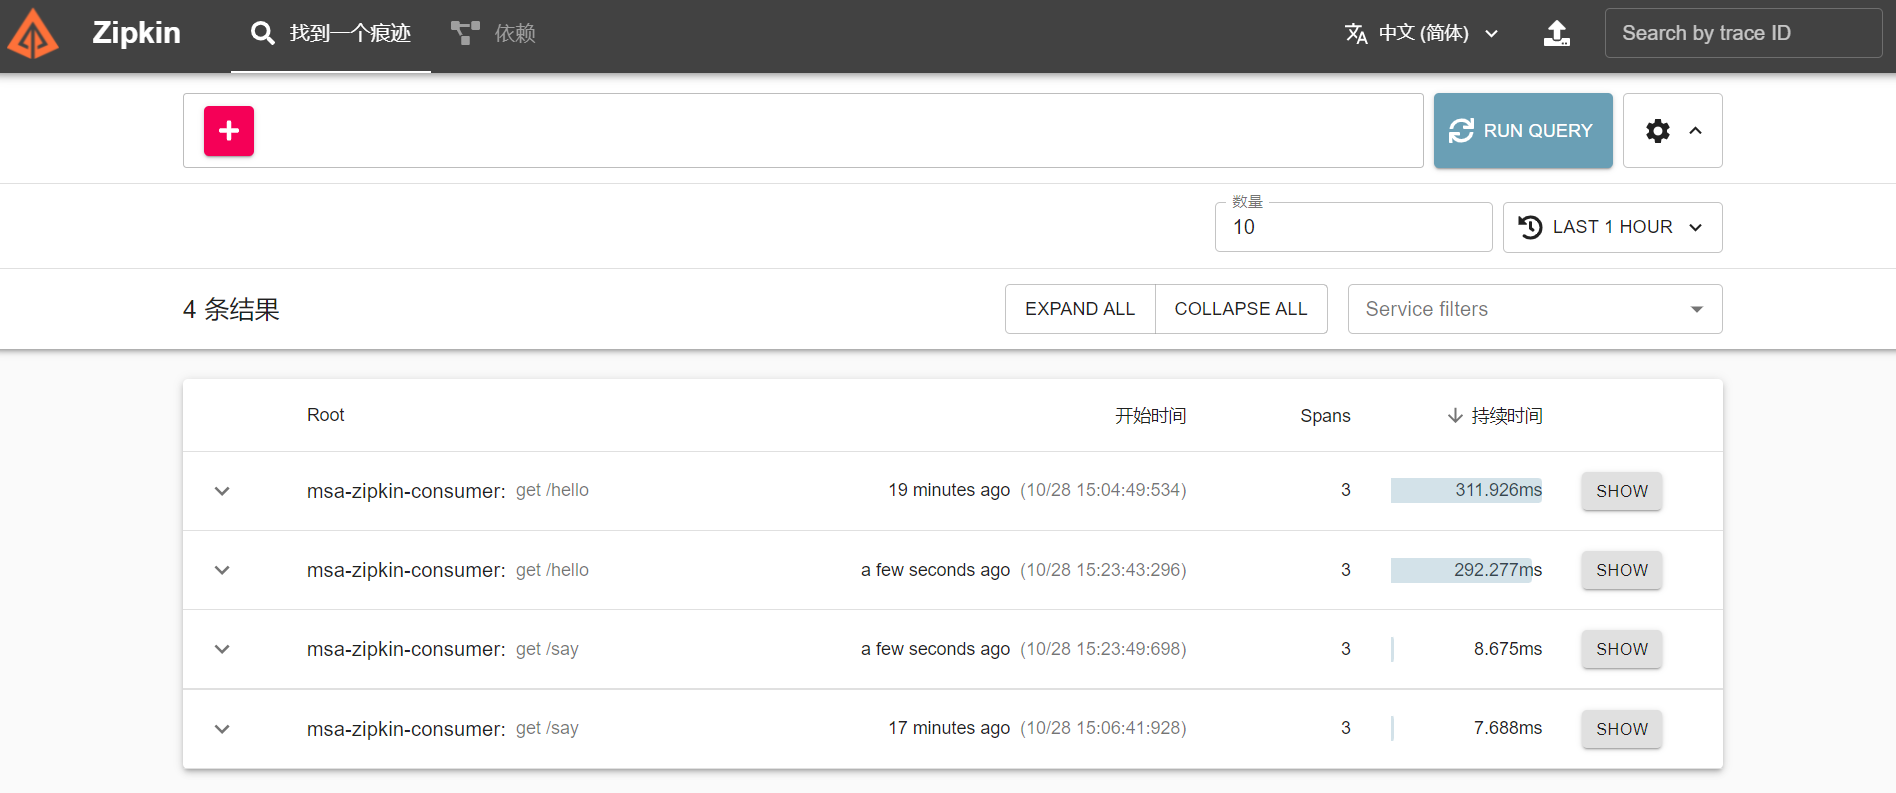 Zipkin 找到一个痕迹 依赖 中文 (简体) Search by trace ID
RUN QUERY
数量
10 LAST 1 HOUR
4 条结果 EXPAND ALL COLLAPSE ALL Service filters
Root 开始时间 Spans 持续时间
msa-zipkin-consumer: get /hello 19 minutes ago (10/28 15:04:49:534) 3 311.926ms SHOW
msa-zipkin-consumer: get /hello a few seconds ago (10/28 15:23:43:296) 3 292.277ms SHOW
msa-zipkin-consumer: get /say a few seconds ago (10/28 15:23:49:698) 3 8.675ms SHOW
msa-zipkin-consumer: get /say 17 minutes ago (10/28 15:06:41:928) 3 7.688ms SHOW